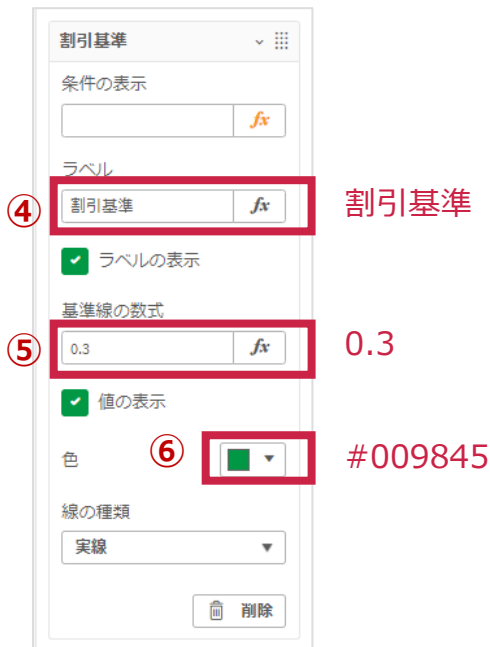 割引基準
条件の表示
fx
ラベル
④ 割引基準 fx 割引基準
ラベルの表示
基準線の数式
⑤ 0.3 fx 0.3
値の表示
色 ⑥ #009845
線の種類
実線
削除